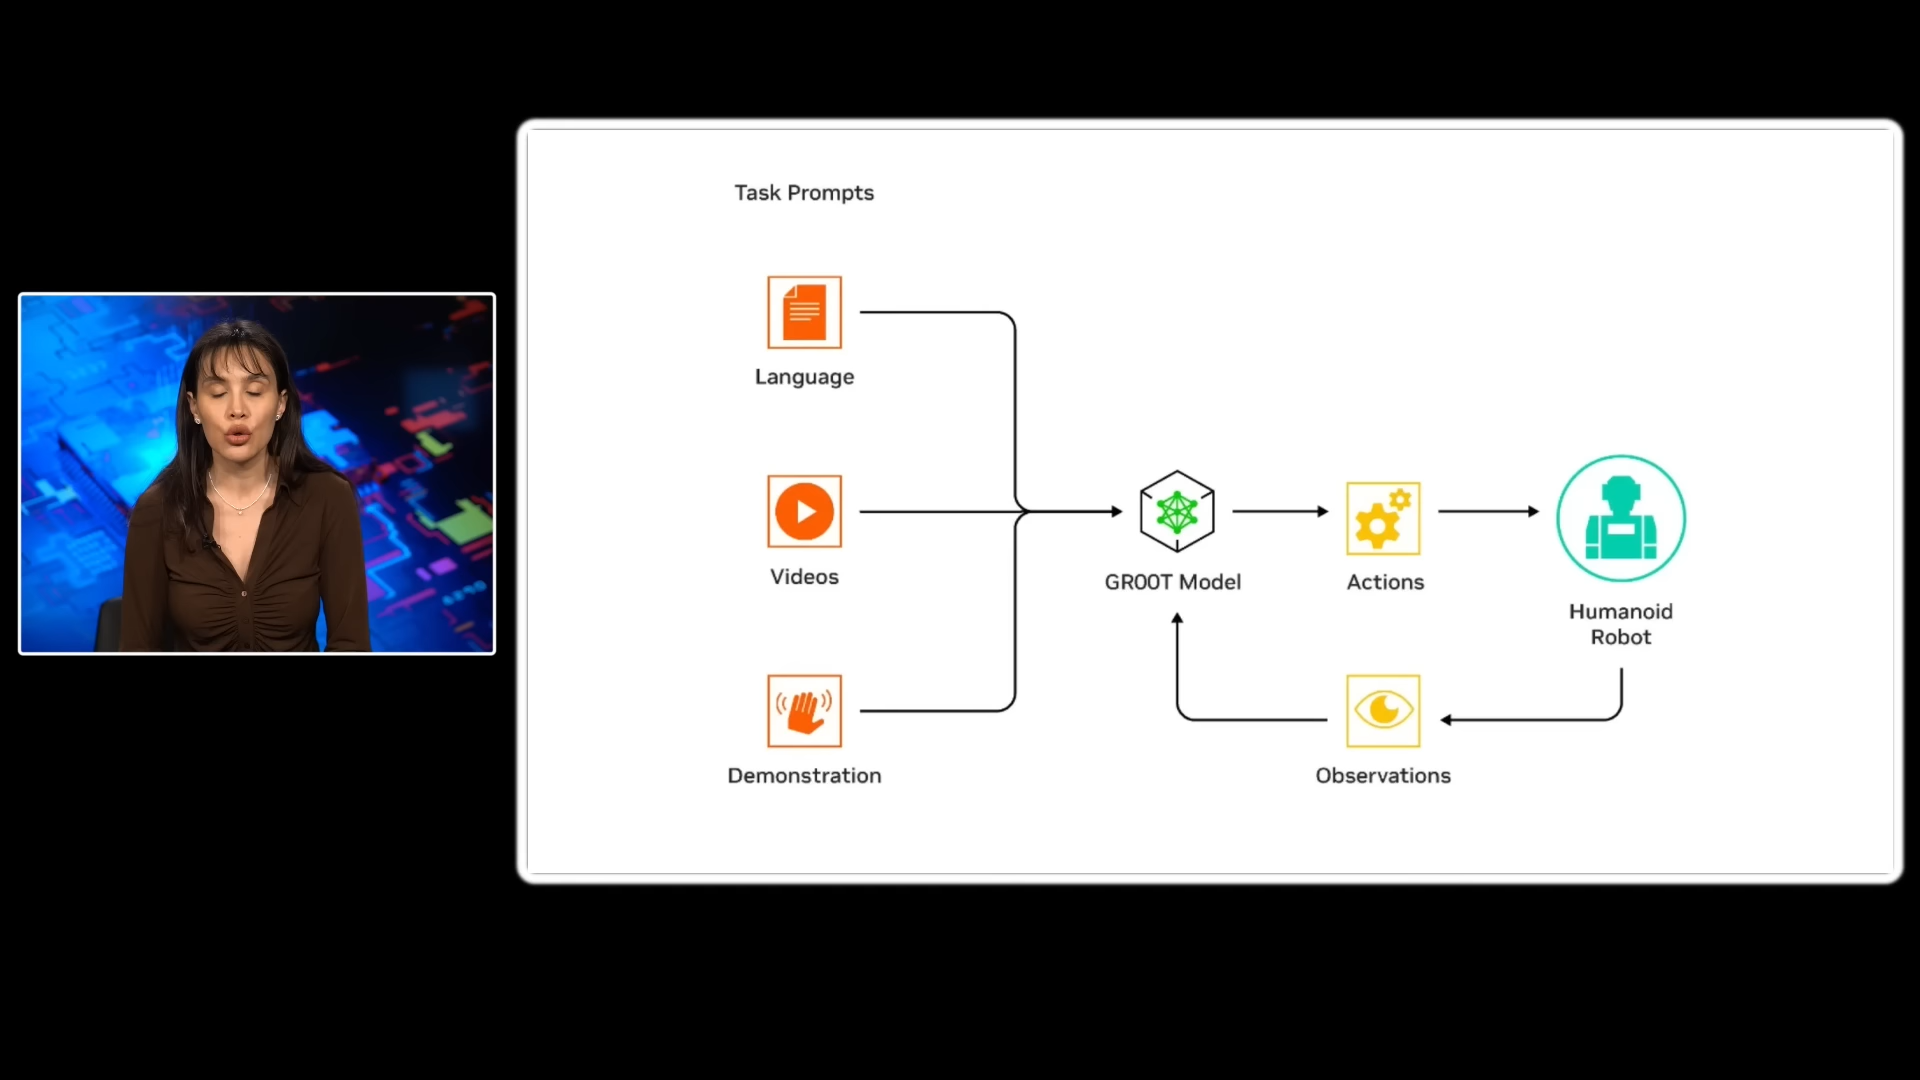 Task Prompts
Language
Videos
Demonstration
GR00T Model
Actions
Humanoid
Robot
Observations